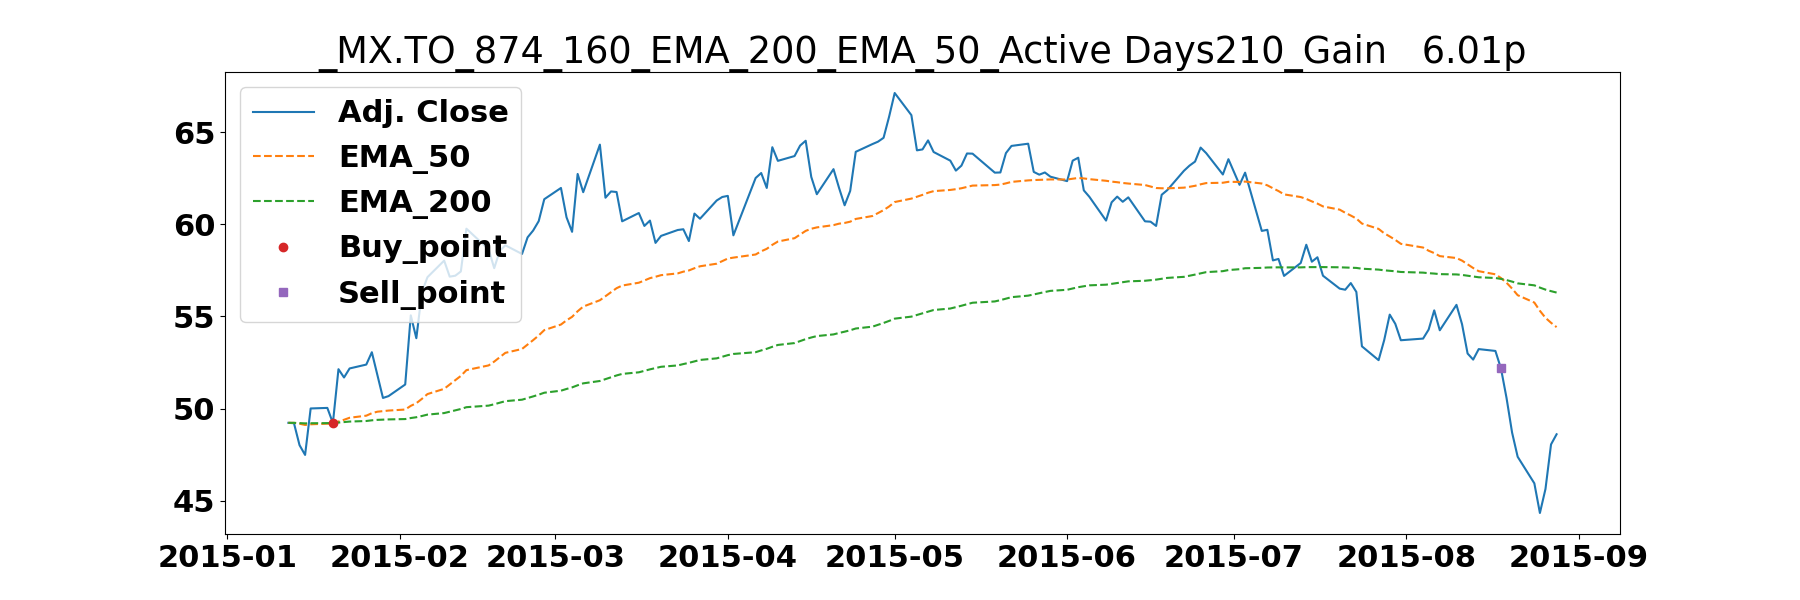 _MX.TO_874_160_EMA_200_EMA_50_Active Days210_Gain   6.01p
Adj. Close
EMA_50
EMA_200
Buy_point
Sell_point
65
60
55
50
45
2015-01 2015-02 2015-03 2015-04 2015-05 2015-06 2015-07 2015-08 2015-09